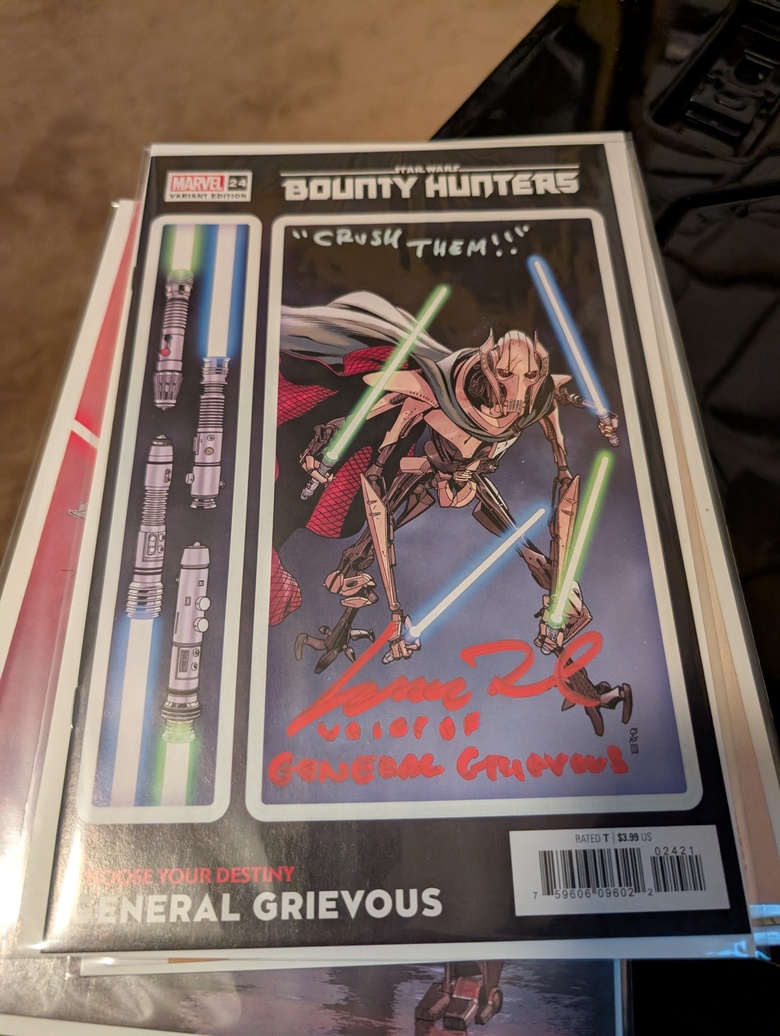 MARVEL 24
VARIANT EDITION
STAR WARS
BOUNTY HUNTERS
"CRUSH THEM!!"
VOICE OF
GENERAL GRIEVOUS
RATED T $3.99 US
02421
7 59606 09602 2
CHOOSE YOUR DESTINY
GENERAL GRIEVOUS